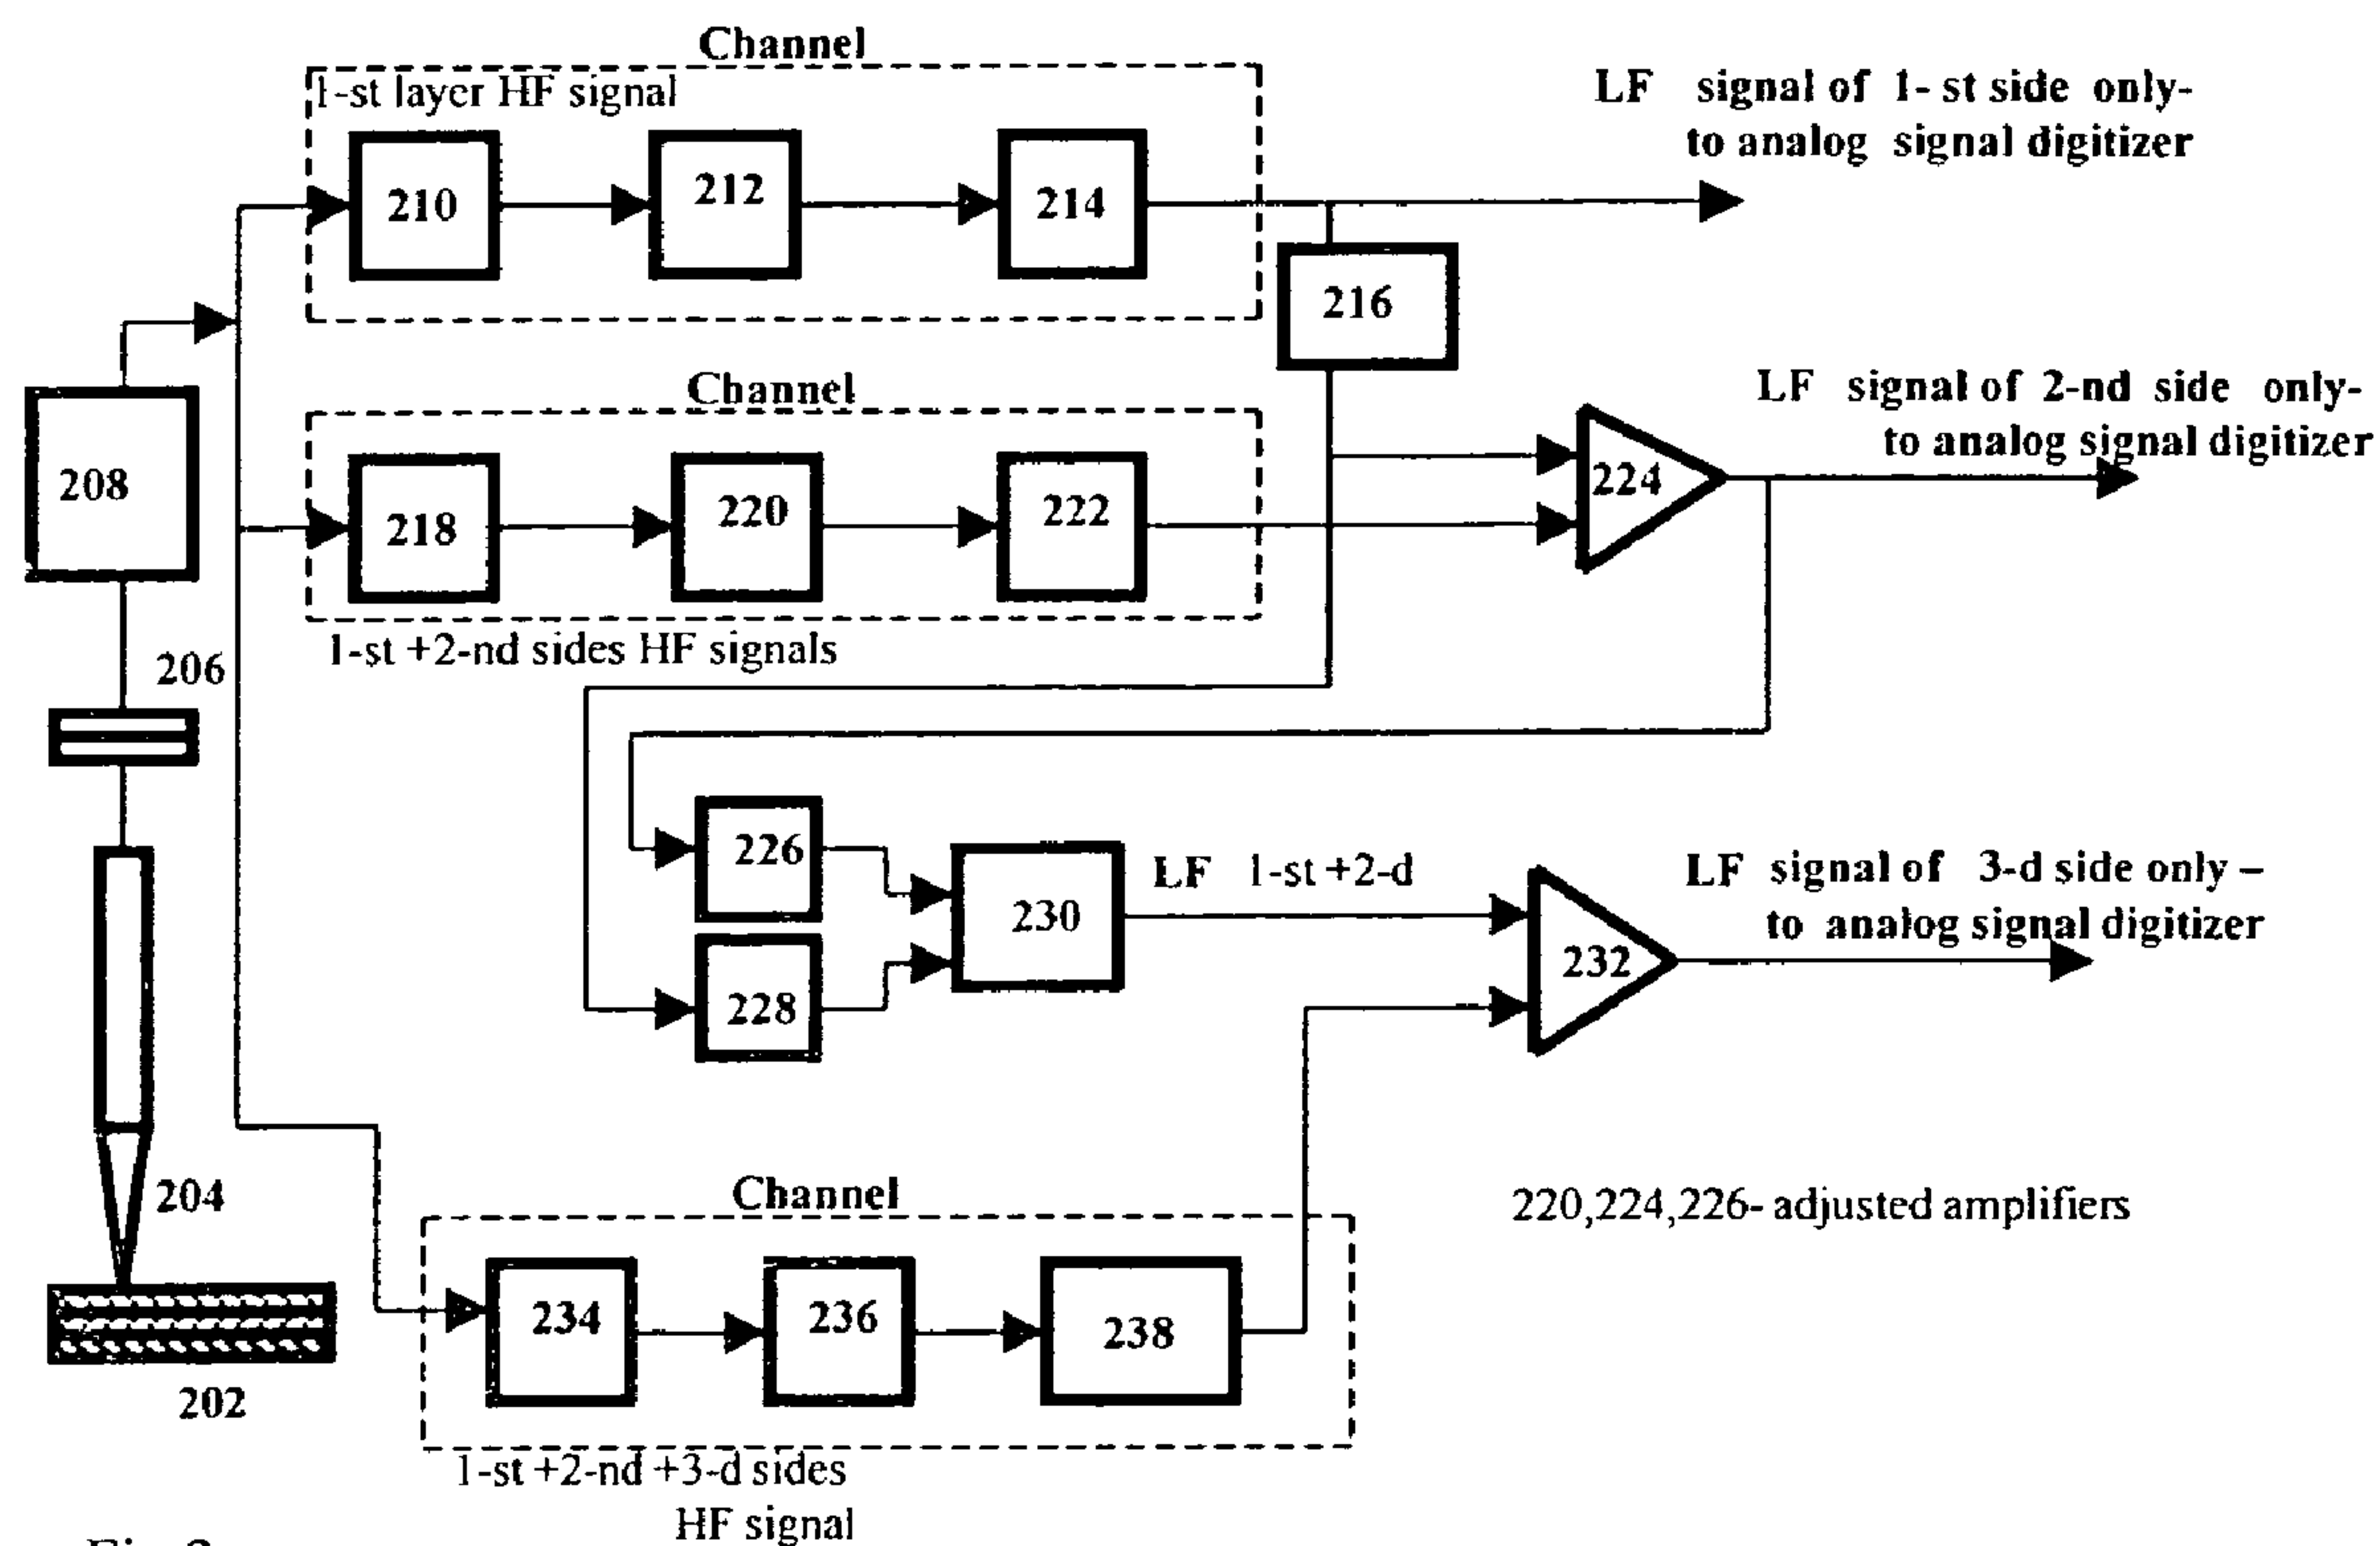 Channel
1-st layer HF signal
LF signal of 1- st side only-
to analog signal digitizer
210
212
214
216
Channel
LF signal of 2-nd side only-
to analog signal digitizer
208
218
220
222
224
1-st +2-nd sides HF signals
206
226
228
230
LF 1-st +2-d
LF signal of 3-d side only –
to analog signal digitizer
232
204
Channel
220,224,226- adjusted amplifiers
234
236
238
202
1-st +2-nd +3-d sides
HF signal